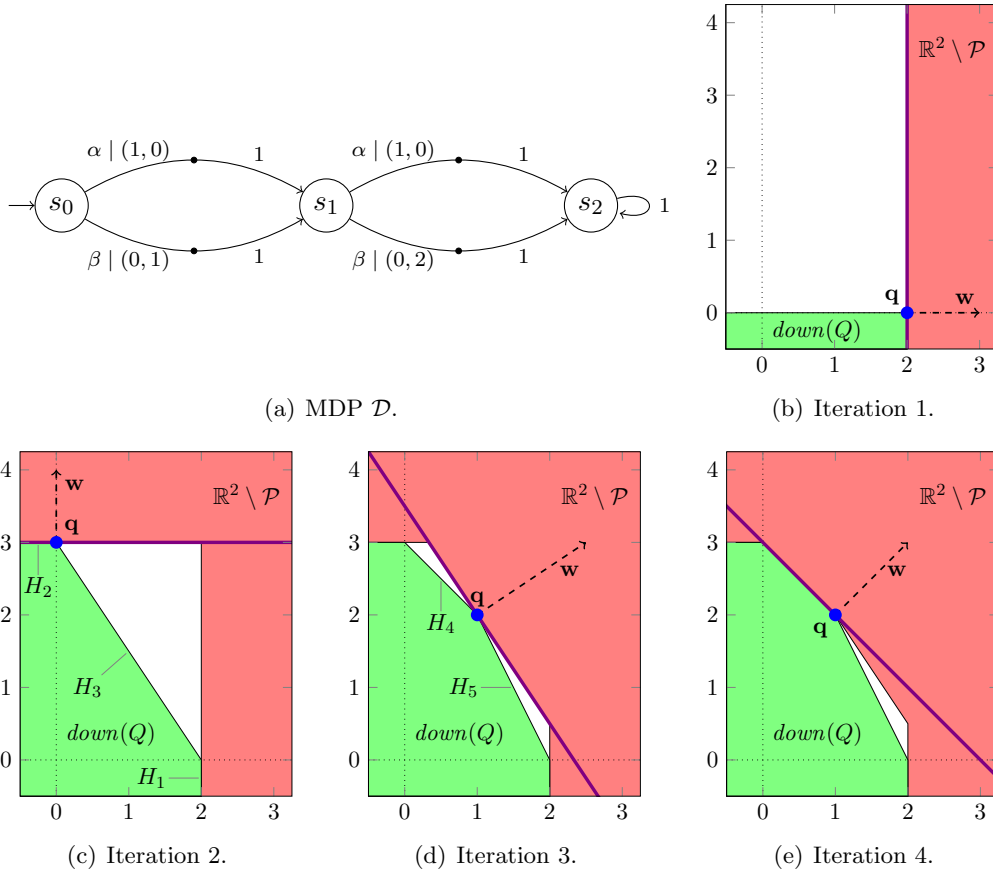 α | (1, 0)
1
α | (1, 0)
1
s₀
s₁
s₂
1
β | (0, 1)
1
β | (0, 2)
1
(a) MDP 𝒟.
4
3
2
1
0
0
1
2
3
ℝ² \ 𝒫
q
w
down(Q)
(b) Iteration 1.
4
3
2
1
0
0
1
2
3
w
ℝ² \ 𝒫
q
H₂
H₃
down(Q)
H₁
(c) Iteration 2.
4
3
2
1
0
0
1
2
3
ℝ² \ 𝒫
w
q
H₄
H₅
down(Q)
(d) Iteration 3.
4
3
2
1
0
0
1
2
3
ℝ² \ 𝒫
w
q
down(Q)
(e) Iteration 4.